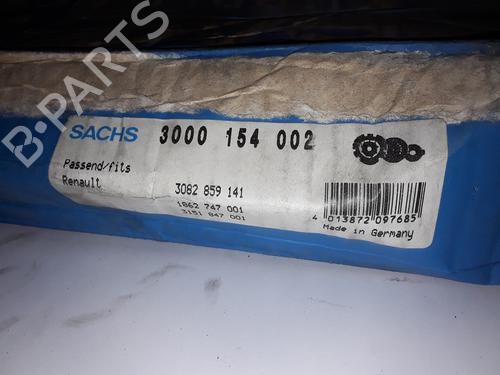 B-PARTS
SACHS 3000 154 002
Passend/fits
Renault 3082 859 141
1862 747 001
3151 847 001
4 013872 097685
Made in Germany